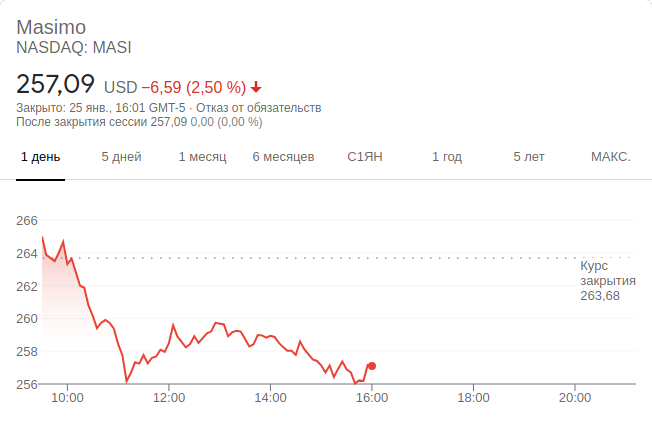 Masimo
NASDAQ: MASI
257,09 USD −6,59 (2,50 %)
Закрыто: 25 янв., 16:01 GMT-5 · Отказ от обязательств
После закрытия сессии 257,09 0,00 (0,00 %)
1 день 5 дней 1 месяц 6 месяцев С1ЯН 1 год 5 лет МАКС.
266
264
Курс
закрытия
263,68
262
260
258
256
10:00 12:00 14:00 16:00 18:00 20:00